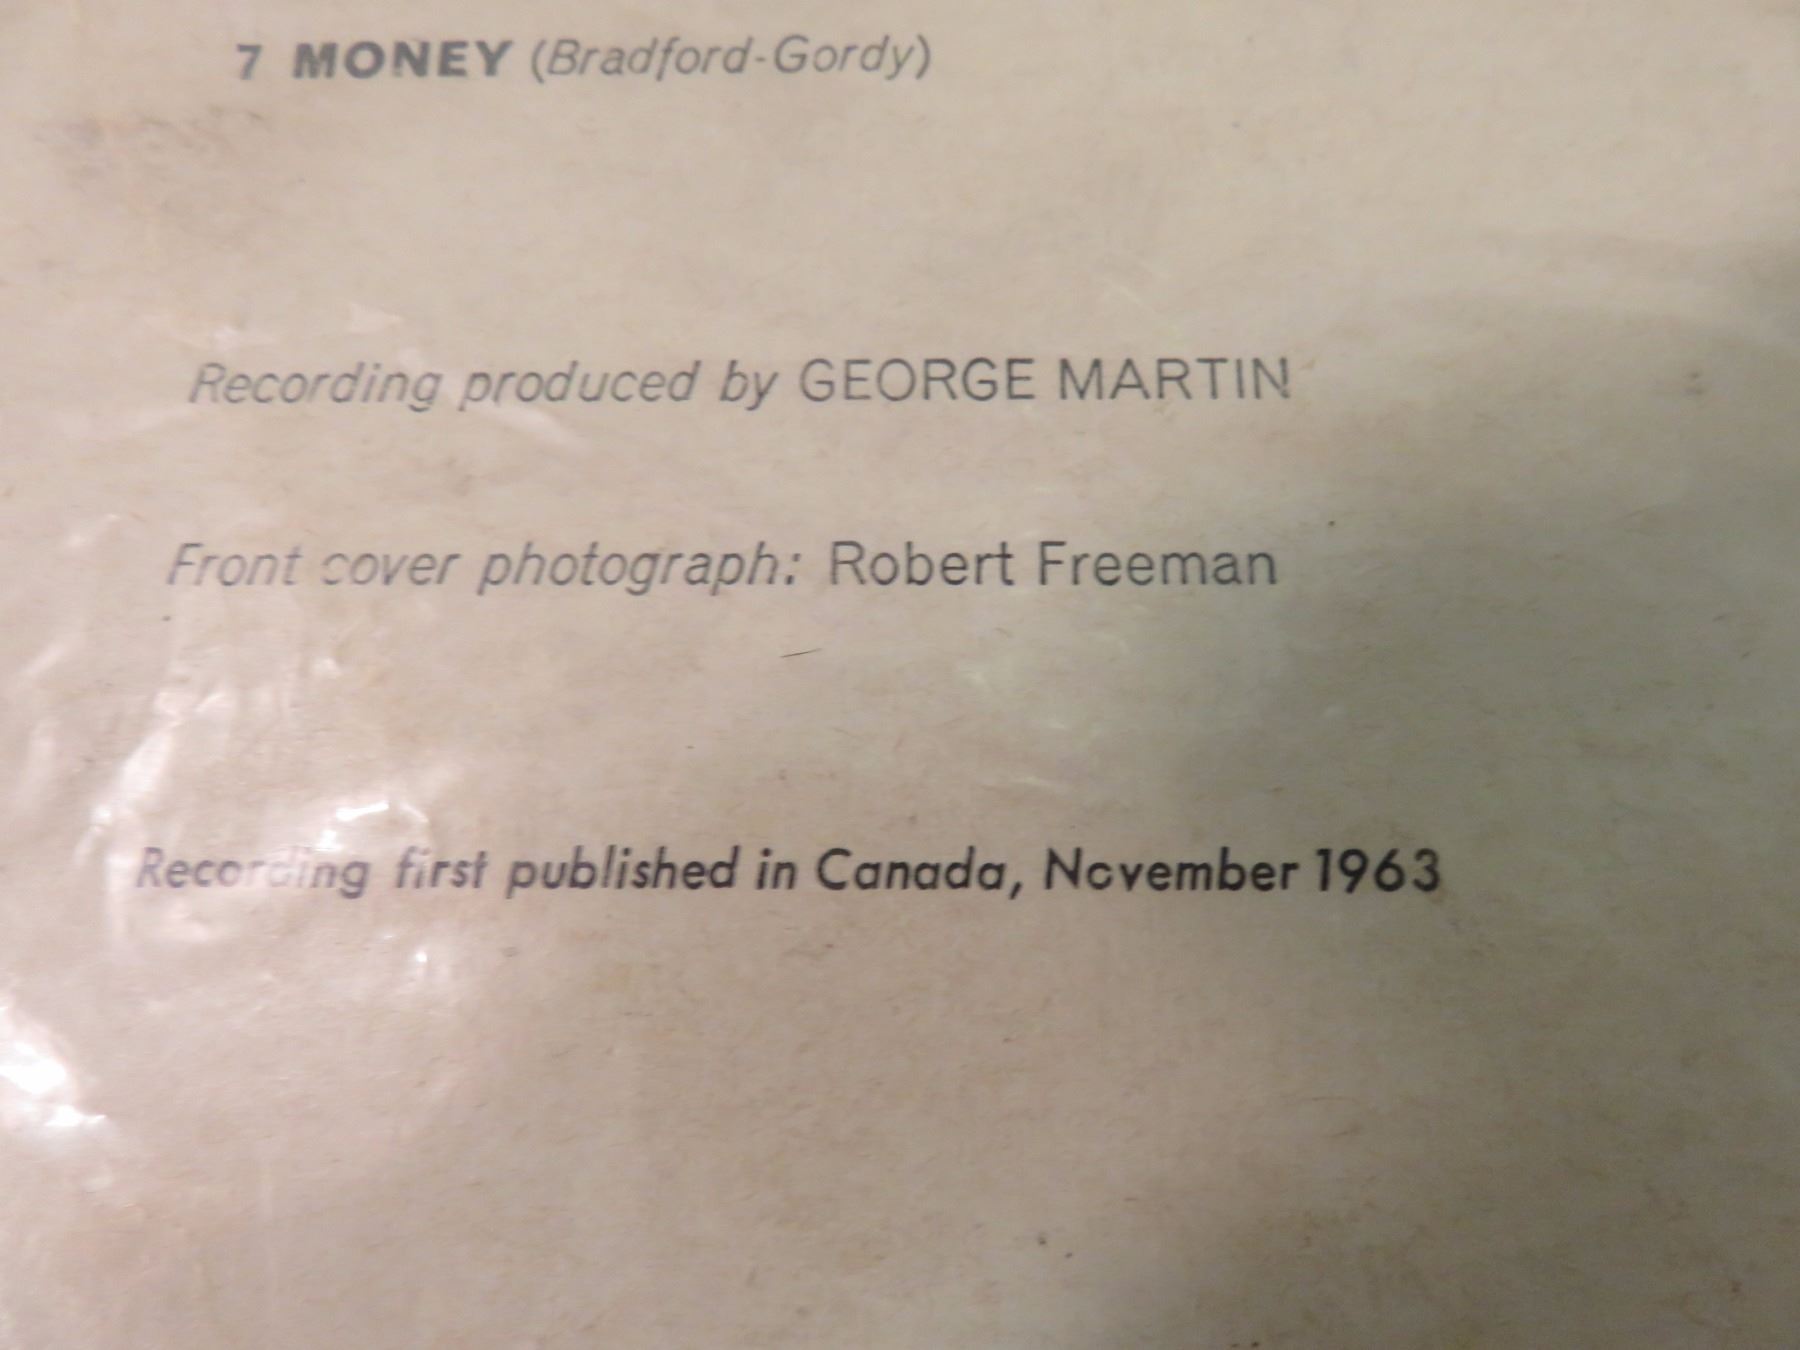 7 MONEY (Bradford-Gordy)
Recording produced by GEORGE MARTIN
Front cover photograph: Robert Freeman
Recording first published in Canada, November 1963